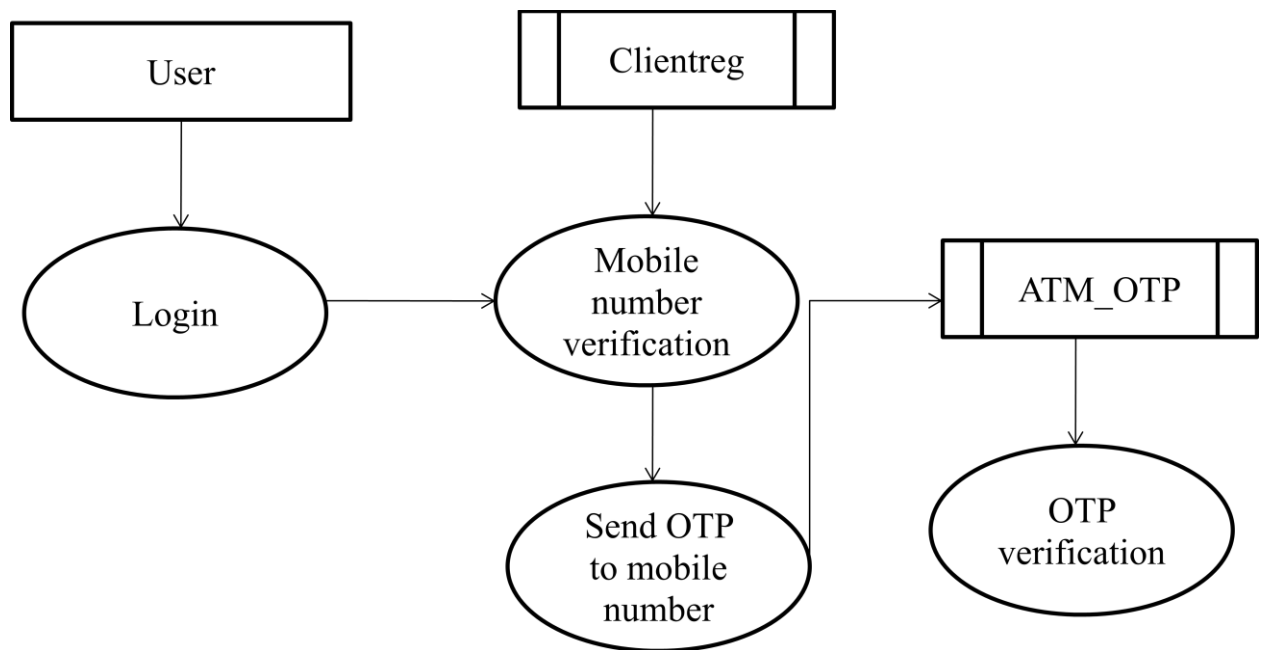 User
Clientreg
Login
Mobile
number
verification
ATM_OTP
Send OTP
to mobile
number
OTP
verification